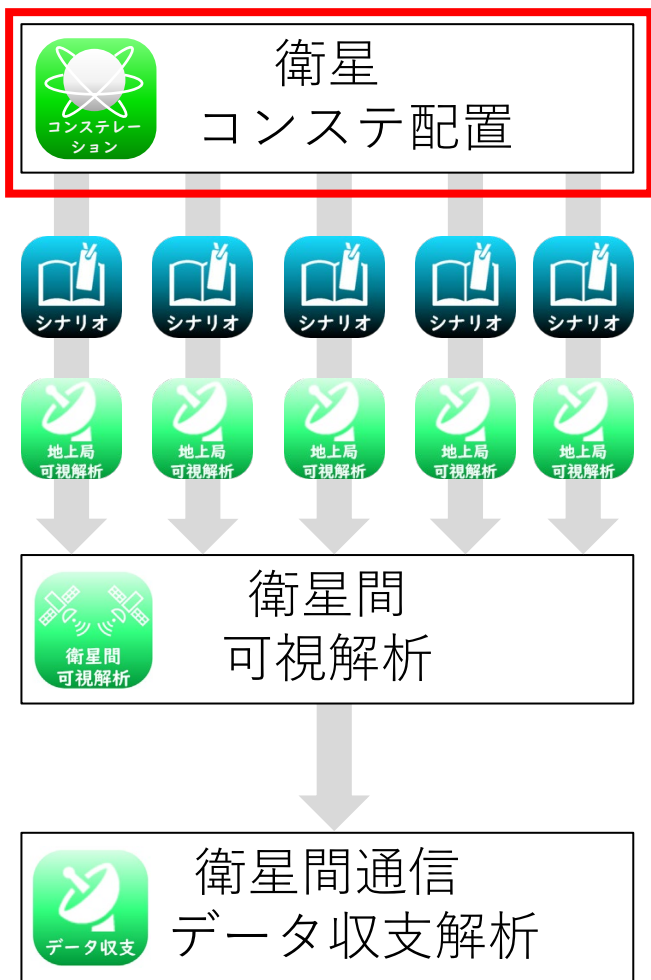 衛星
コンステ配置
コンステレー
ション
シナリオ
シナリオ
シナリオ
シナリオ
シナリオ
地上局
可視解析
地上局
可視解析
地上局
可視解析
地上局
可視解析
地上局
可視解析
衛星間
可視解析
衛星間
可視解析
衛星間通信
データ収支解析
データ収支